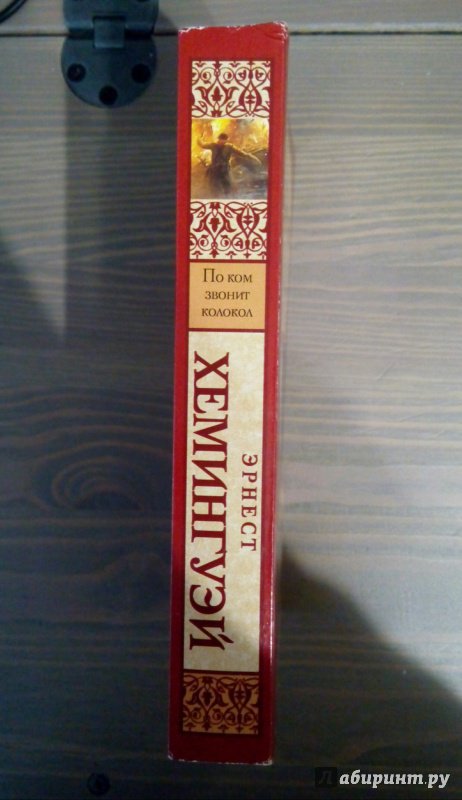 По ком
звонит
колокол
ЭРНЕСТ
ХЕМИНГУЭЙ
Лабиринт.ру